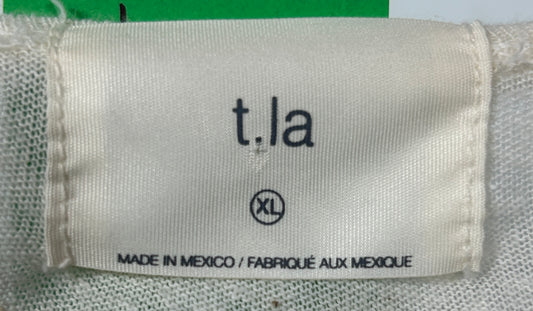 t.la
XL
MADE IN MEXICO / FABRIQUÉ AUX MEXIQUE